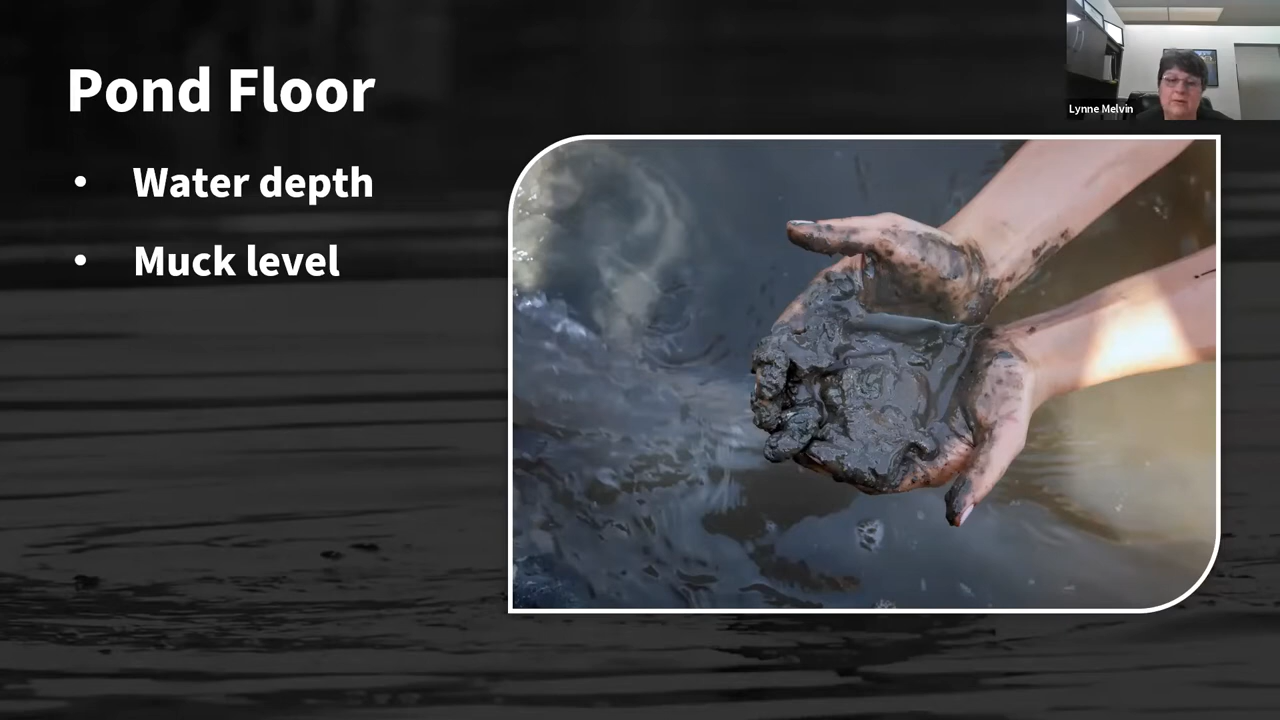 Pond Floor
• Water depth
• Muck level
Lynne Melvin